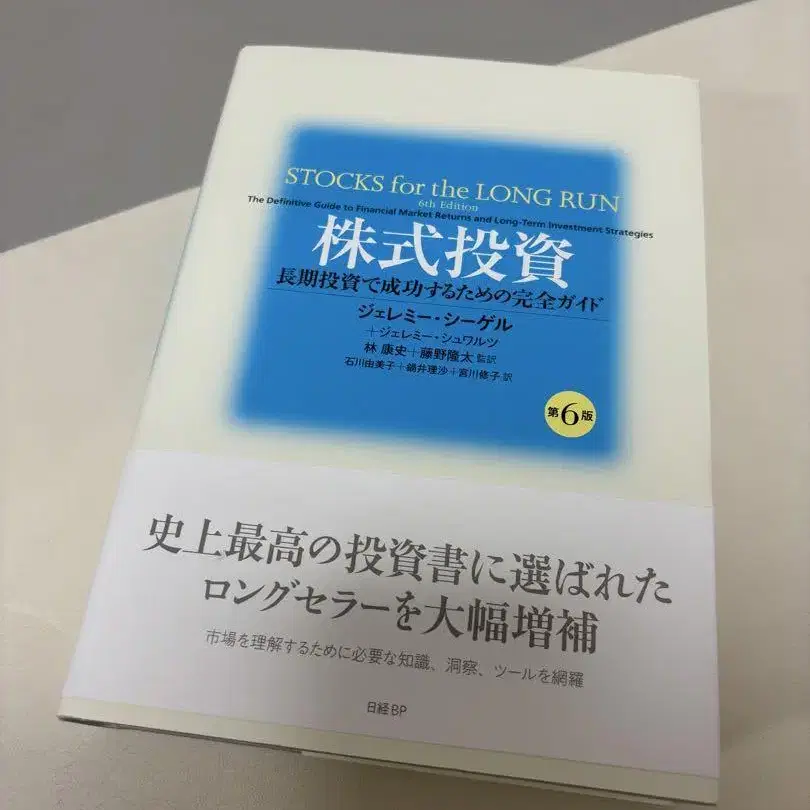 STOCKS for the LONG RUN
6th Edition
The Definitive Guide to Financial Market Returns and Long-Term Investment Strategies
株式投資
長期投資で成功するための完全ガイド
ジェレミー・シーゲル
+ジェレミー・シュワルツ
林 康史+藤野隆太 監訳
石川由美子+鍋井理沙+宮川修子 訳
第6版
史上最高の投資書に選ばれた
ロングセラーを大幅増補
市場を理解するために必要な知識、洞察、ツールを網羅
日経BP